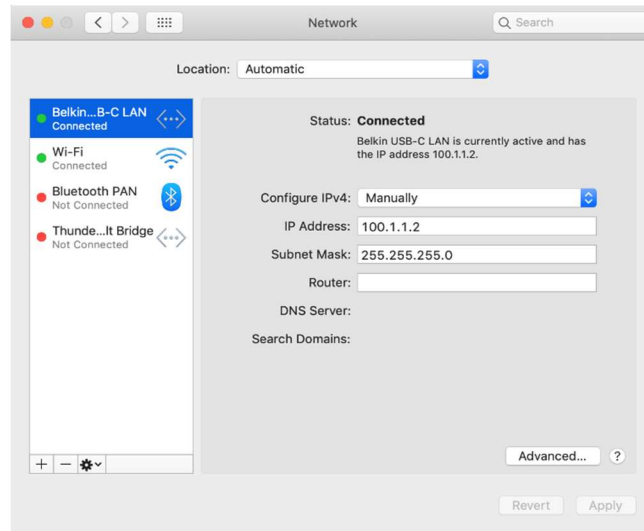 Network
Search
Location: Automatic
Belkin...B-C LAN
Connected
Wi-Fi
Connected
Bluetooth PAN
Not Connected
Thunde...lt Bridge
Not Connected
Status: Connected
Belkin USB-C LAN is currently active and has
the IP address 100.1.1.2.
Configure IPv4: Manually
IP Address: 100.1.1.2
Subnet Mask: 255.255.255.0
Router:
DNS Server:
Search Domains:
Advanced... ?
Revert Apply